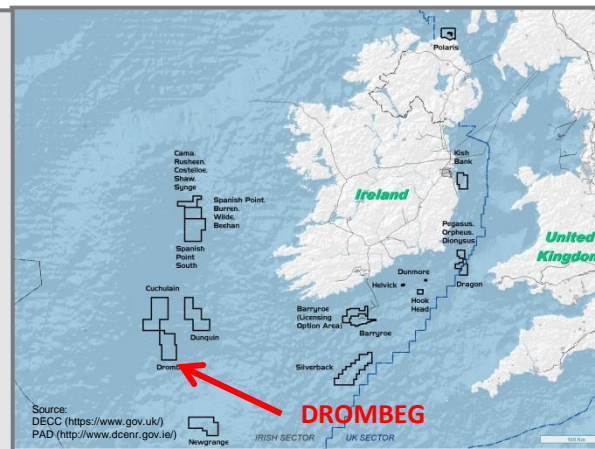 Polaris
Cama,
Rusheen,
Costelloe,
Shaw,
Synge
Kish
Bank
Ireland
Spanish Point,
Burren,
Wilde,
Beehan
Pegasus,
Orpheus,
Dionysus
United
Kingdom
Spanish
Point
South
Dunmore
Helvick
Dragon
Hook
Head
Cuchulain
Barryroe
(Licensing
Option Area)
Barryroe
Dunquin
Dromb
Silverback
DROMBEG
Source:
DECC (https://www.gov.uk/)
PAD (http://www.dcenr.gov.ie/)
Newgrange
IRISH SECTOR
UK SECTOR